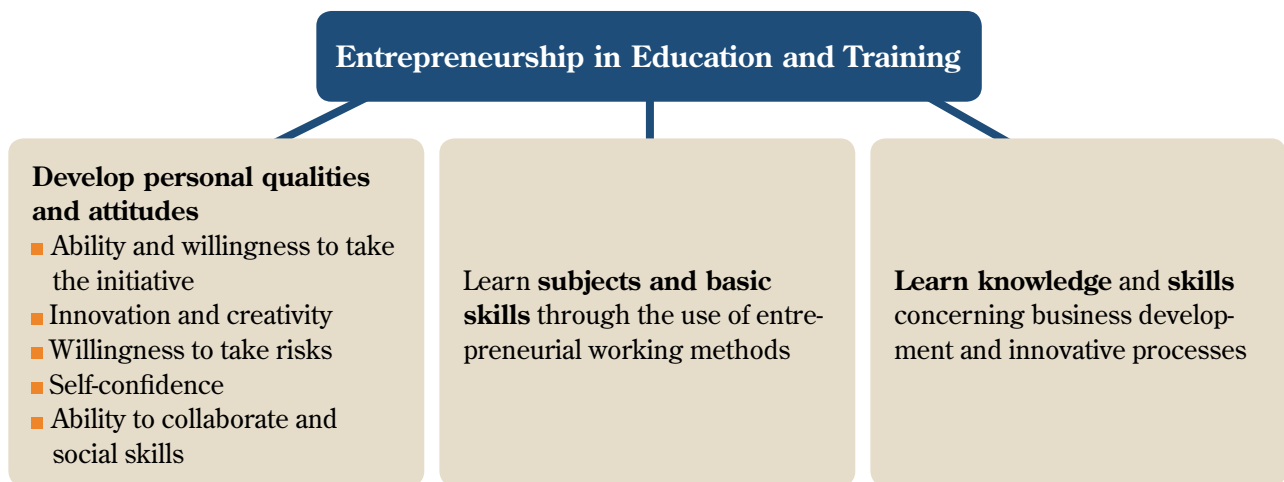 Entrepreneurship in Education and Training
Develop personal qualities
and attitudes
■ Ability and willingness to take
the initiative
■ Innovation and creativity
■ Willingness to take risks
■ Self-confidence
■ Ability to collaborate and
social skills
Learn subjects and basic
skills through the use of entre-
preneurial working methods
Learn knowledge and skills
concerning business develop-
ment and innovative processes